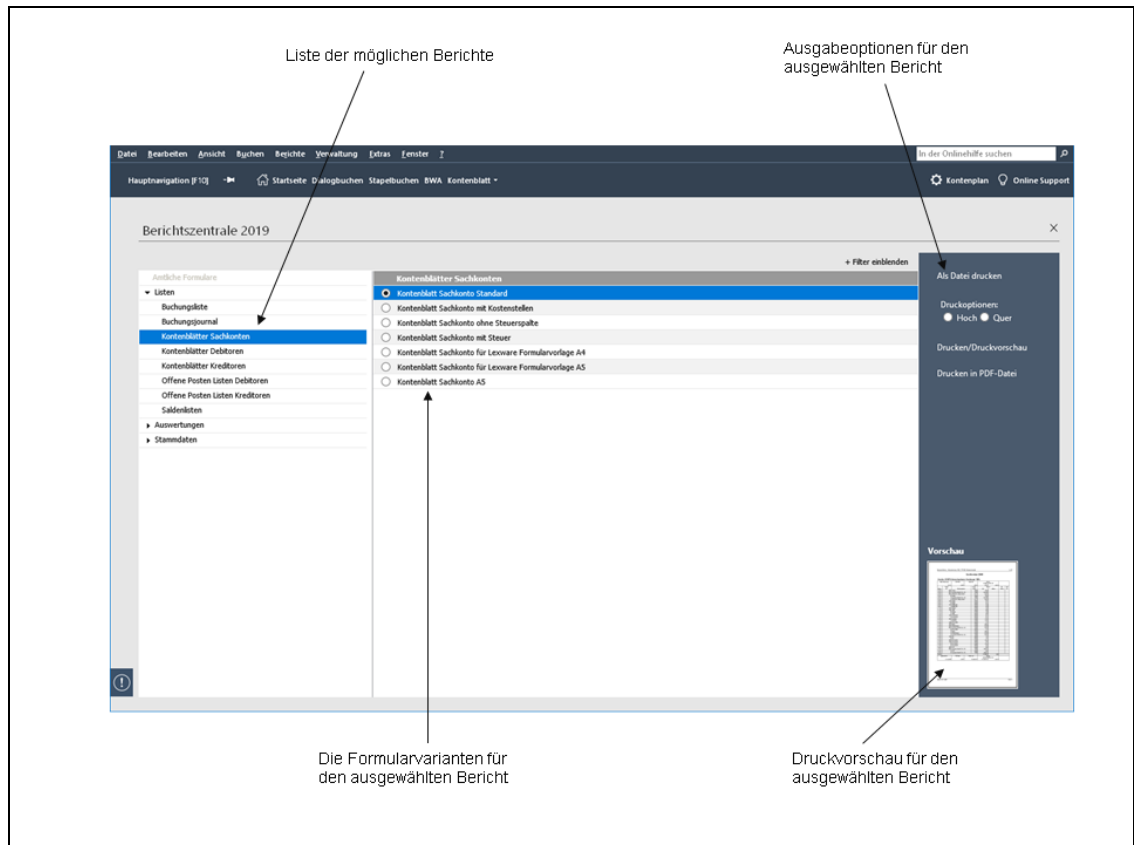 Liste der möglichen Berichte
Ausgabeoptionen für den
ausgewählten Bericht
Datei Bearbeiten Ansicht Buchen Berichte Verwaltung Extras Fenster ?
In der Onlinehilfe suchen
Hauptnavigation [F10] Startseite Dialogbuchen Stapelbuchen BWA Kontenblatt
Kontenplan Online Support
Berichtszentrale 2019
+ Filter einblenden
Amtliche Formulare
Listen
Buchungsliste
Buchungsjournal
Kontenblätter Sachkonten
Kontenblätter Debitoren
Kontenblätter Kreditoren
Offene Posten Listen Debitoren
Offene Posten Listen Kreditoren
Saldenlisten
Auswertungen
Stammdaten
Kontenblätter Sachkonten
Kontenblatt Sachkonto Standard
Kontenblatt Sachkonto mit Kostenstellen
Kontenblatt Sachkonto ohne Steuerspalte
Kontenblatt Sachkonto mit Steuer
Kontenblatt Sachkonto für Lexware Formularvorlage A4
Kontenblatt Sachkonto für Lexware Formularvorlage A5
Kontenblatt Sachkonto A5
Als Datei drucken
Druckoptionen:
Hoch Quer
Drucken/Druckvorschau
Drucken in PDF-Datei
Vorschau
Die Formularvarianten für
den ausgewählten Bericht
Druckvorschau für den
ausgewählten Bericht